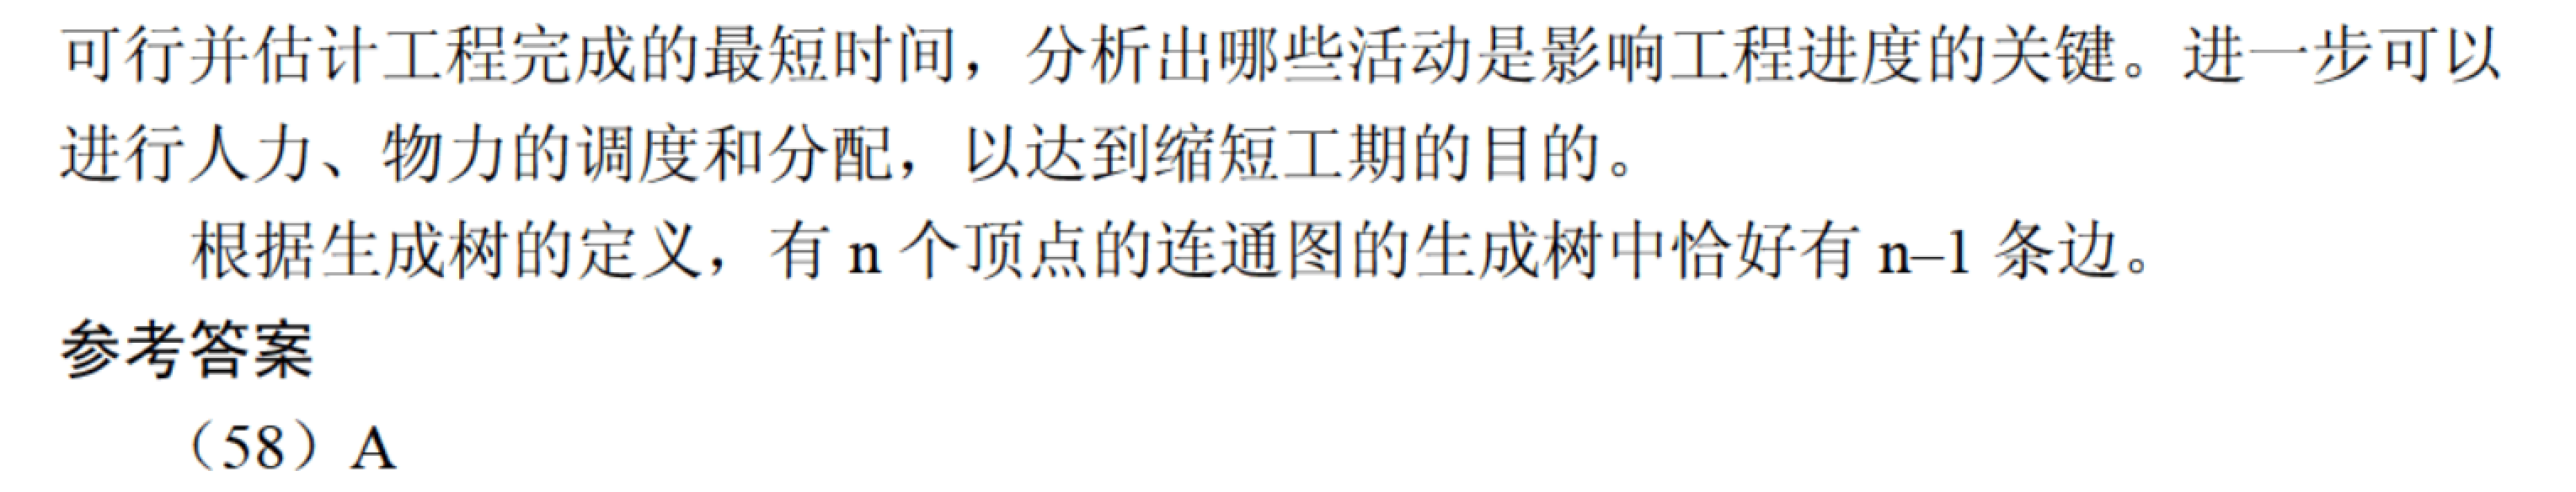 可行并估计工程完成的最短时间，分析出哪些活动是影响工程进度的关键。进一步可以
进行人力、物力的调度和分配，以达到缩短工期的目的。
根据生成树的定义，有 n 个顶点的连通图的生成树中恰好有 n–1 条边。
参考答案
（58）A